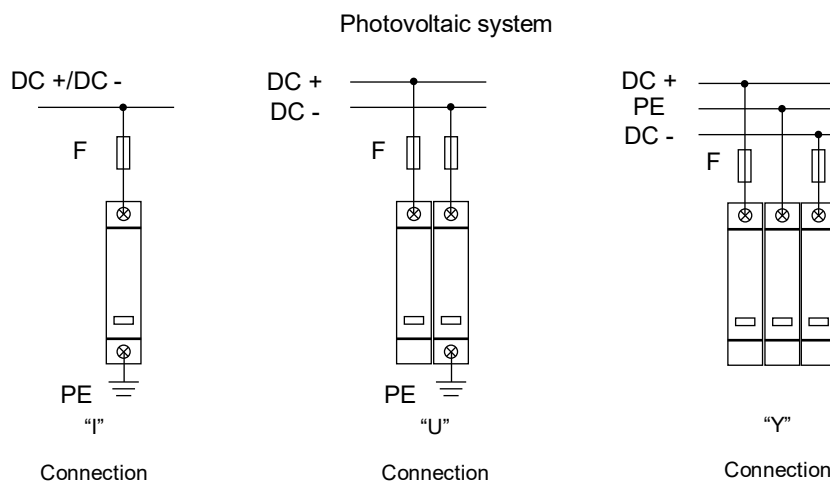 Photovoltaic system
DC +/DC -
F
PE
“I”
Connection
DC +
DC -
F
PE
“U”
Connection
DC +
PE
DC -
F
“Y”
Connection